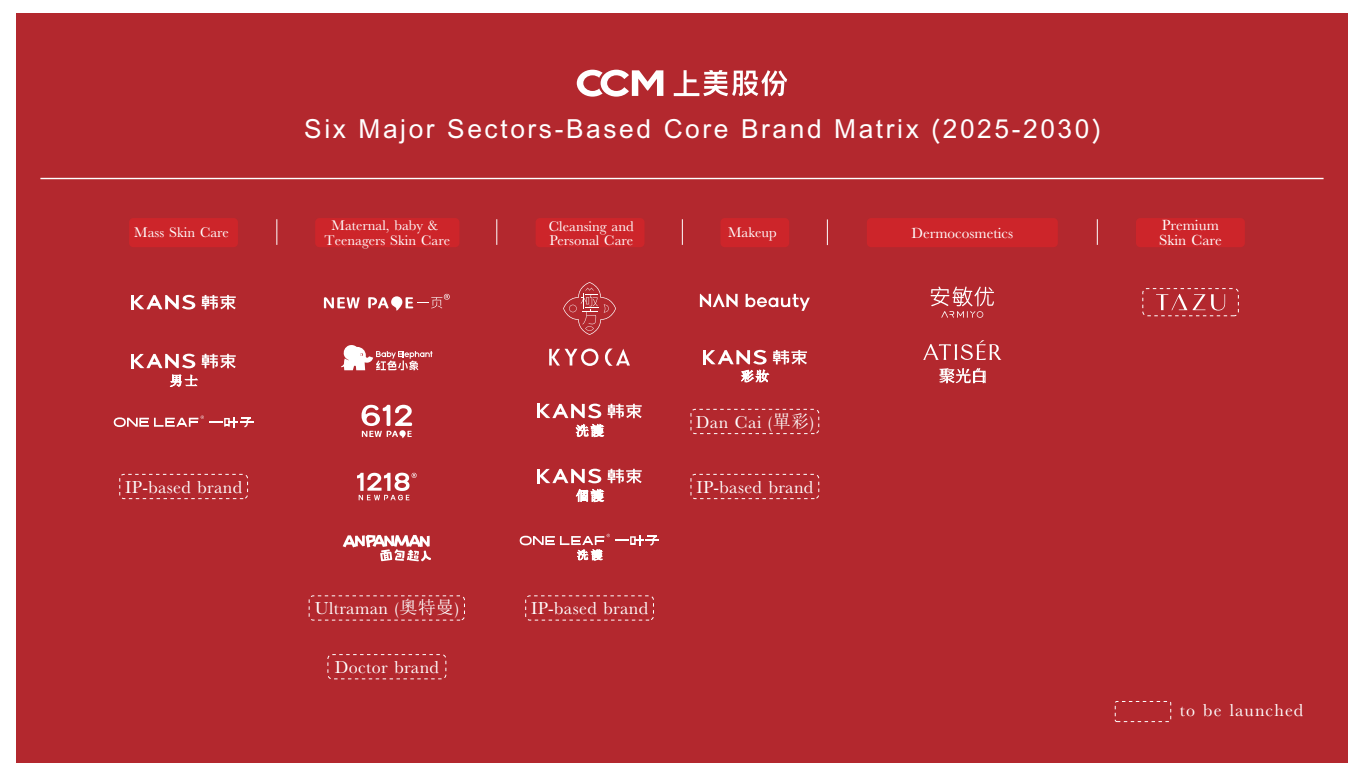 CCM 上美股份
Six Major Sectors-Based Core Brand Matrix (2025-2030)
Mass Skin Care
KANS 韩束
KANS 韩束
男士
ONE LEAF® 一叶子
IP-based brand
Maternal, baby &
Teenagers Skin Care
NEW PAGE 一页®
Baby Elephant
红色小象
612
NEW PAGE
1218®
NEWPAGE
ANPANMAN
面包超人
Ultraman (奧特曼)
Doctor brand
Cleansing and
Personal Care
極方
KYOCA
KANS 韩束
洗護
KANS 韩束
個護
ONE LEAF® 一叶子
洗護
IP-based brand
Makeup
NAN beauty
KANS 韩束
彩妝
Dan Cai (單彩)
IP-based brand
Dermocosmetics
安敏优
ARMIYO
ATISÉR
聚光白
Premium
Skin Care
TAZU
to be launched